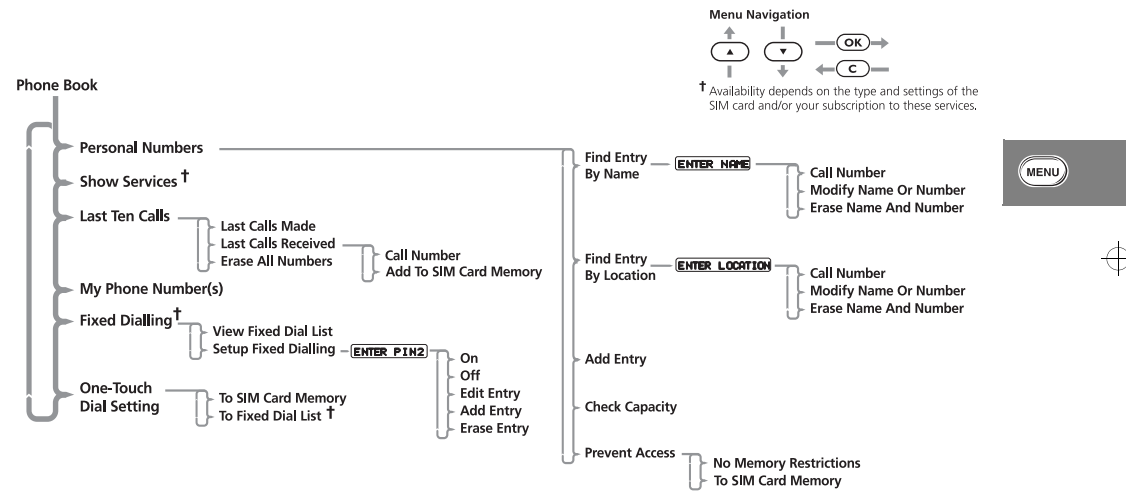 Menu Navigation
OK
C
† Availability depends on the type and settings of the
SIM card and/or your subscription to these services.
MENU
Phone Book
Personal Numbers
Show Services †
Last Ten Calls
Last Calls Made
Last Calls Received
Erase All Numbers
Call Number
Add To SIM Card Memory
My Phone Number(s)
Fixed Dialling †
View Fixed Dial List
Setup Fixed Dialling
ENTER PIN2
On
Off
Edit Entry
Add Entry
Erase Entry
One-Touch
Dial Setting
To SIM Card Memory
To Fixed Dial List †
Find Entry
By Name
ENTER NAME
Call Number
Modify Name Or Number
Erase Name And Number
Find Entry
By Location
ENTER LOCATION
Call Number
Modify Name Or Number
Erase Name And Number
Add Entry
Check Capacity
Prevent Access
No Memory Restrictions
To SIM Card Memory